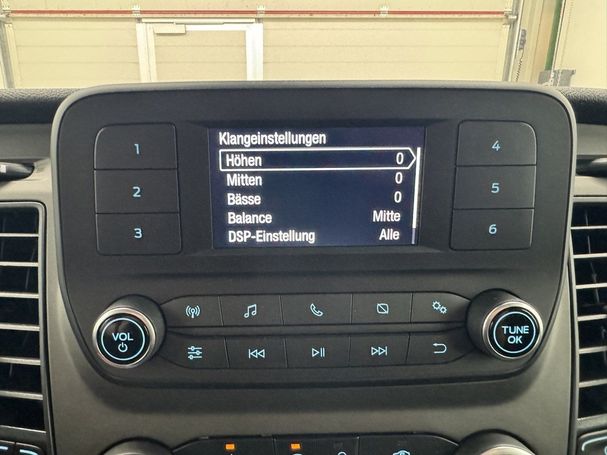 Klangeinstellungen
Höhen 0
Mitten 0
Bässe 0
Balance Mitte
DSP-Einstellung Alle
1
2
3
4
5
6
VOL
TUNE
OK